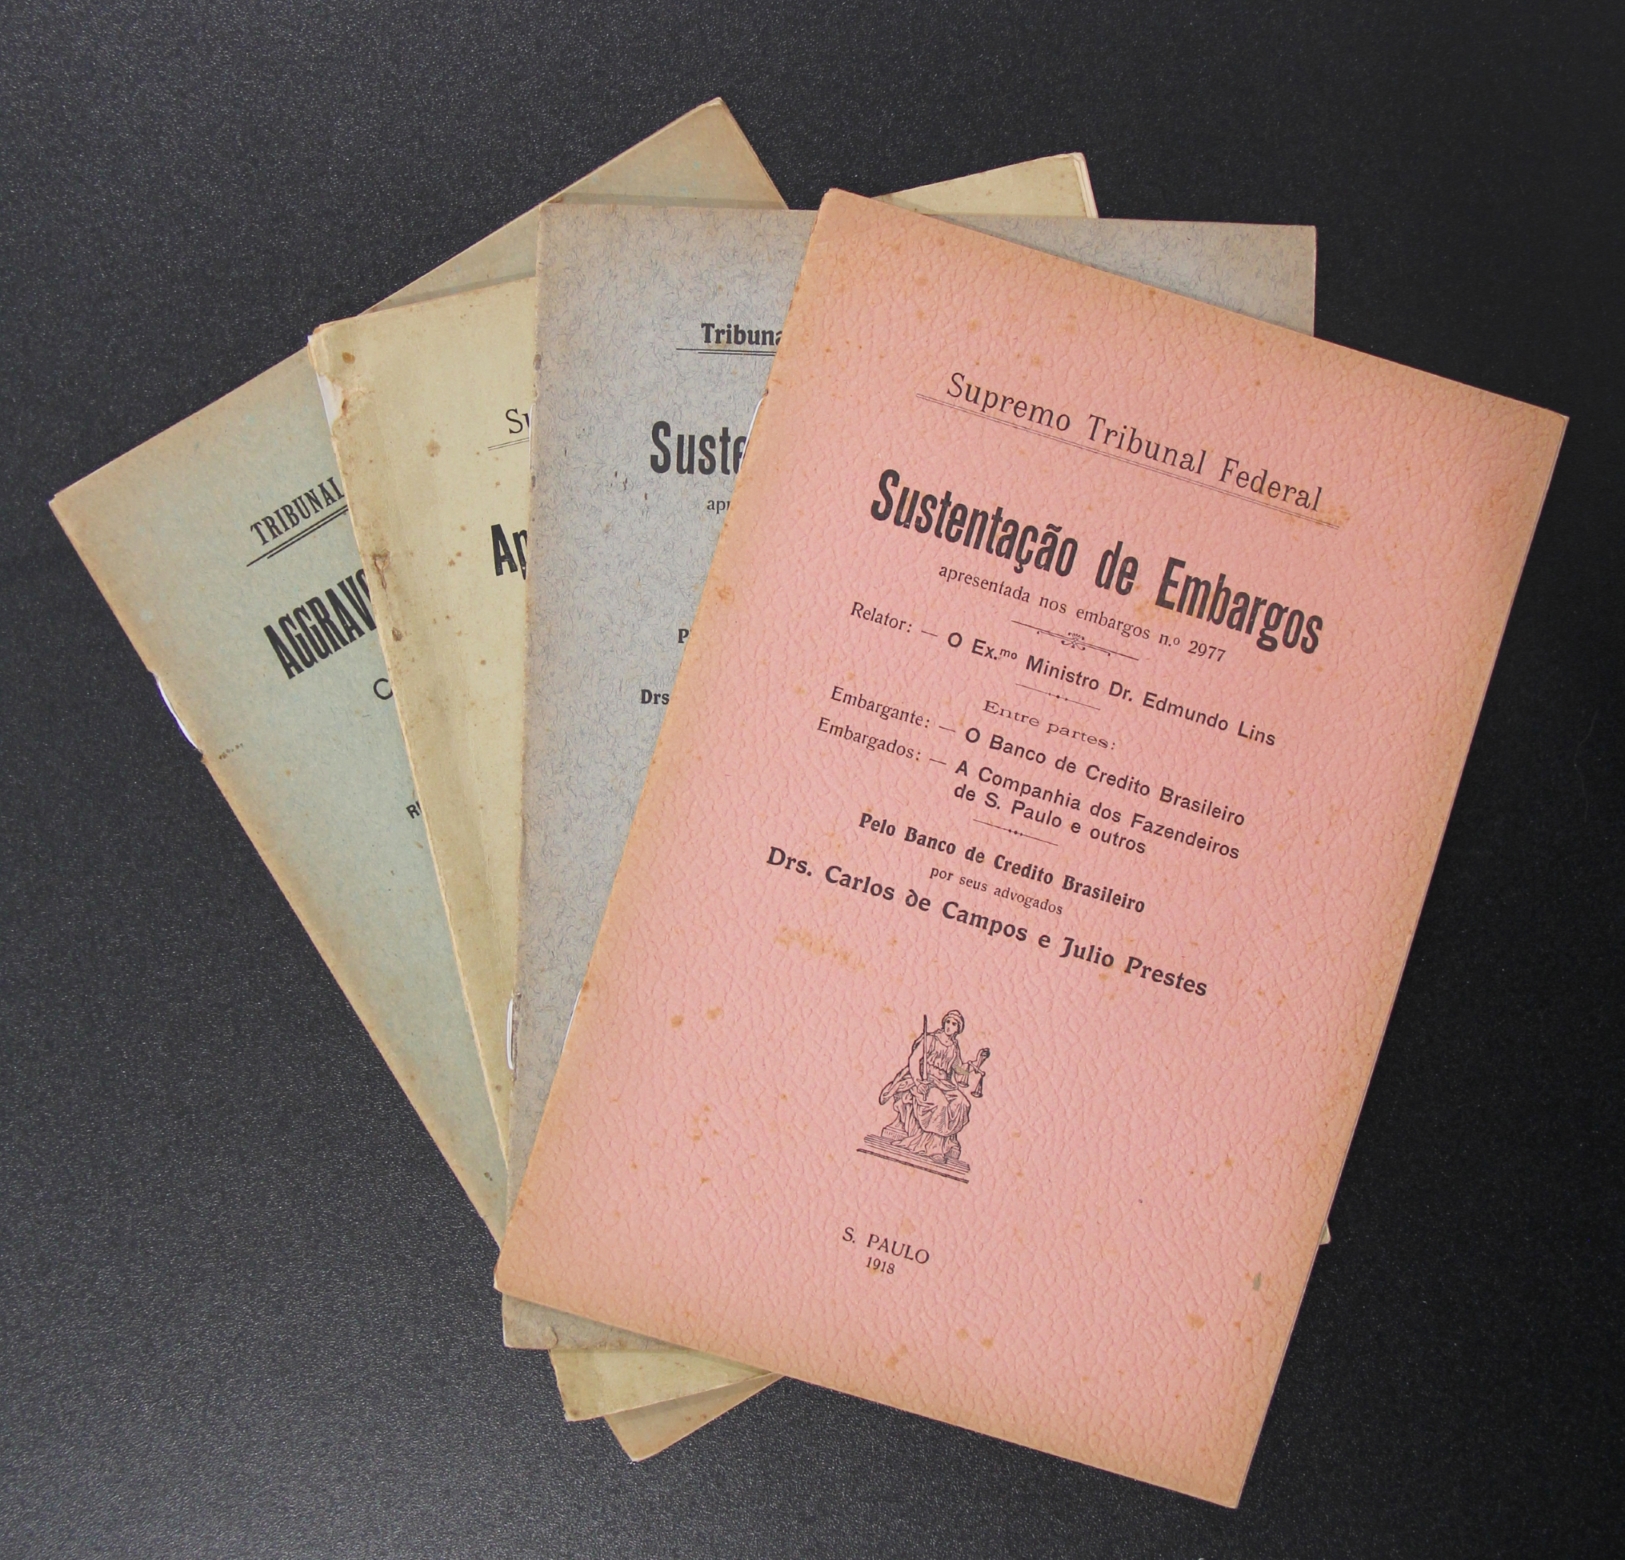 Supremo Tribunal Federal
Sustentação de Embargos
apresentada nos embargos n.º 2977
Relator: — O Ex.mo Ministro Dr. Edmundo Lins
Entre partes:
Embargante: — O Banco de Credito Brasileiro
Embargados: — A Companhia dos Fazendeiros
de S. Paulo e outros
Pelo Banco de Credito Brasileiro
por seus advogados
Drs. Carlos de Campos e Julio Prestes
S. PAULO
1918
Tribuna
Suste
Drs
TRIBUNAL
AGGRAV